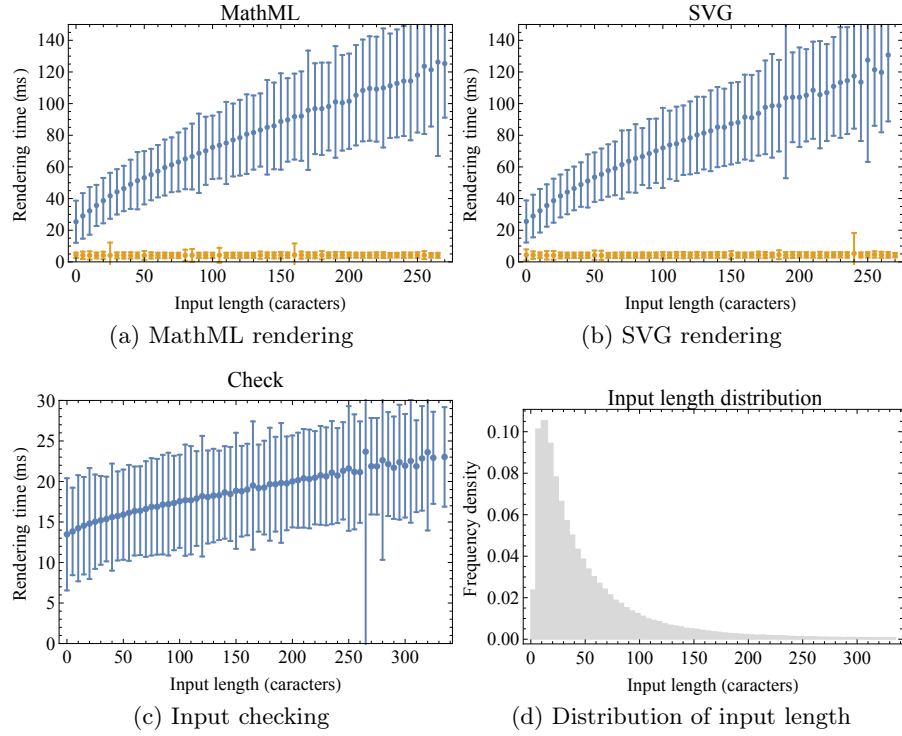 MathML
Rendering time (ms)
140
120
100
80
60
40
20
0
0 50 100 150 200 250
Input length (caracters)
(a) MathML rendering
SVG
Rendering time (ms)
140
120
100
80
60
40
20
0
0 50 100 150 200 250
Input length (caracters)
(b) SVG rendering
Check
Rendering time (ms)
30
25
20
15
10
5
0
0 50 100 150 200 250 300
Input length (caracters)
(c) Input checking
Input length distribution
Frequency density
0.10
0.08
0.06
0.04
0.02
0.00
0 50 100 150 200 250 300
Input length (caracters)
(d) Distribution of input length